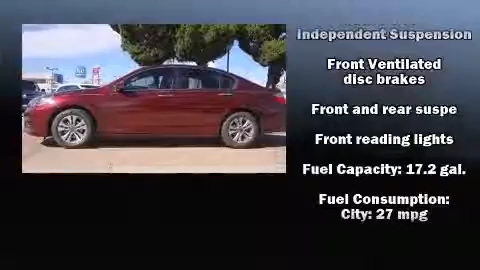 Independent Suspension
Front Ventilated
disc brakes
Front and rear suspe
Front reading lights
Fuel Capacity: 17.2 gal.
Fuel Consumption:
City: 27 mpg